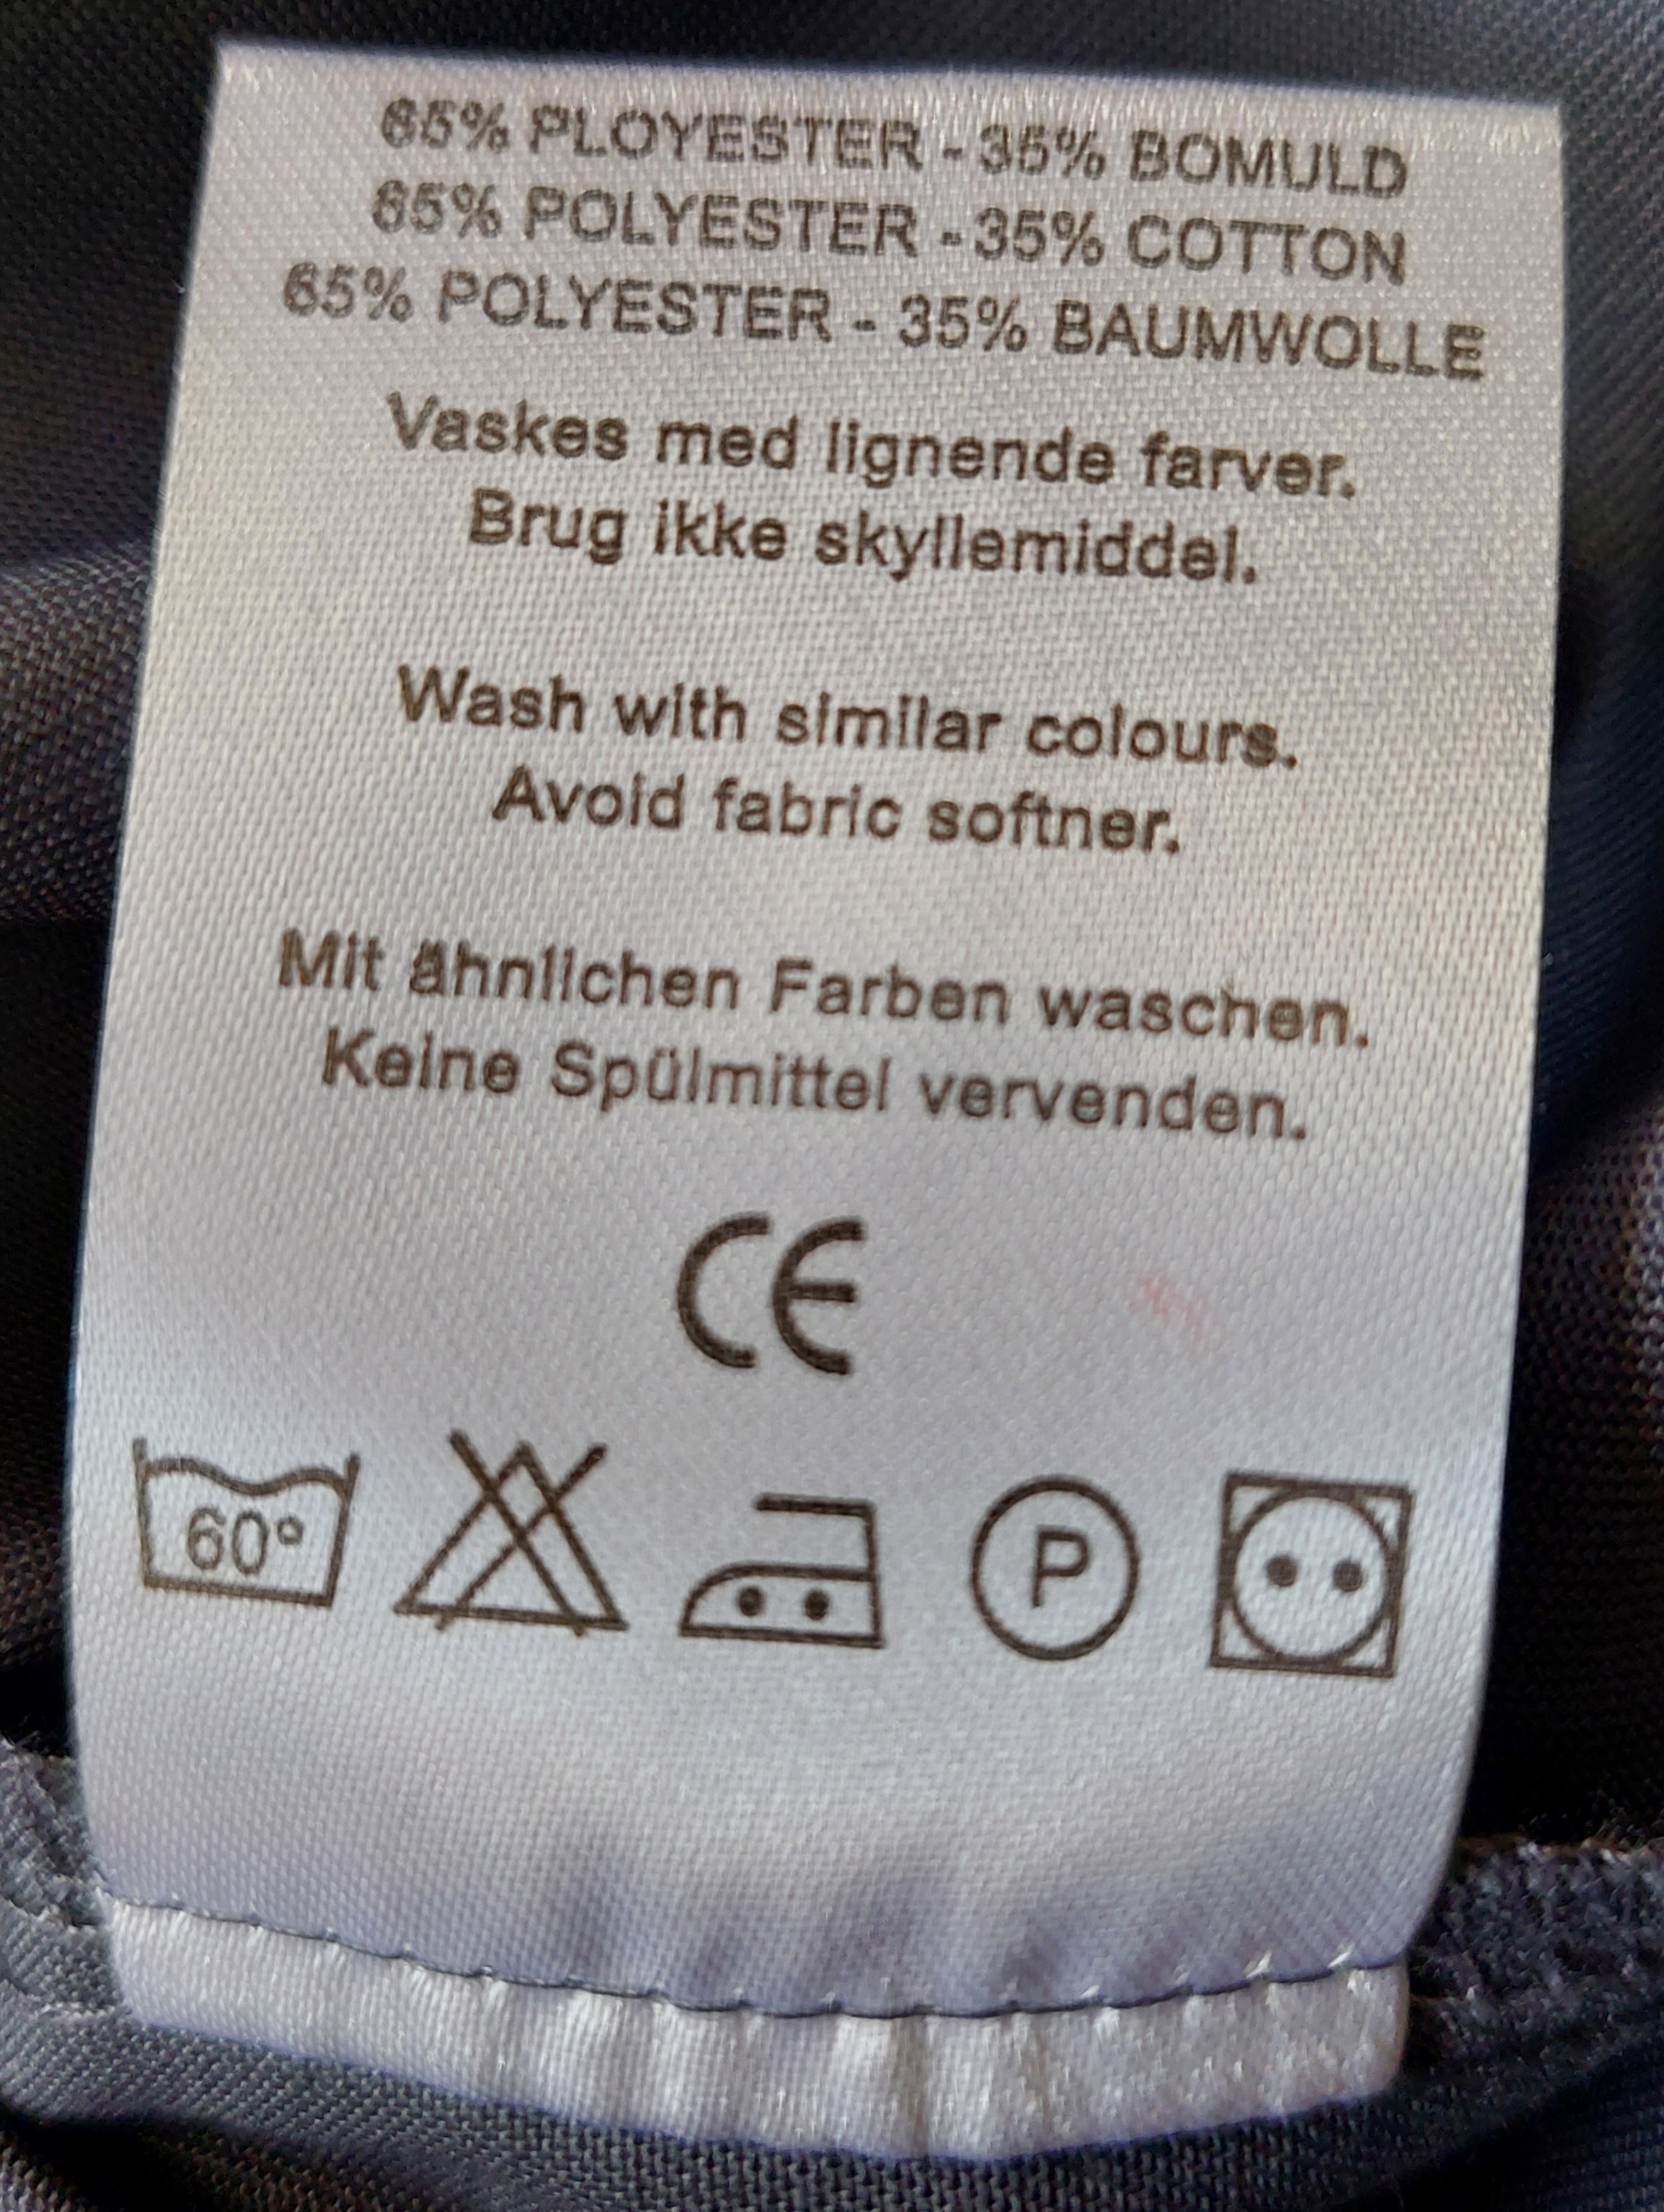 65% PLOYESTER - 35% BOMULD
65% POLYESTER - 35% COTTON
65% POLYESTER - 35% BAUMWOLLE
Vaskes med lignende farver.
Brug ikke skyllemiddel.
Wash with similar colours.
Avoid fabric softner.
Mit ähnlichen Farben waschen.
Keine Spülmittel vervenden.
CE
60° P